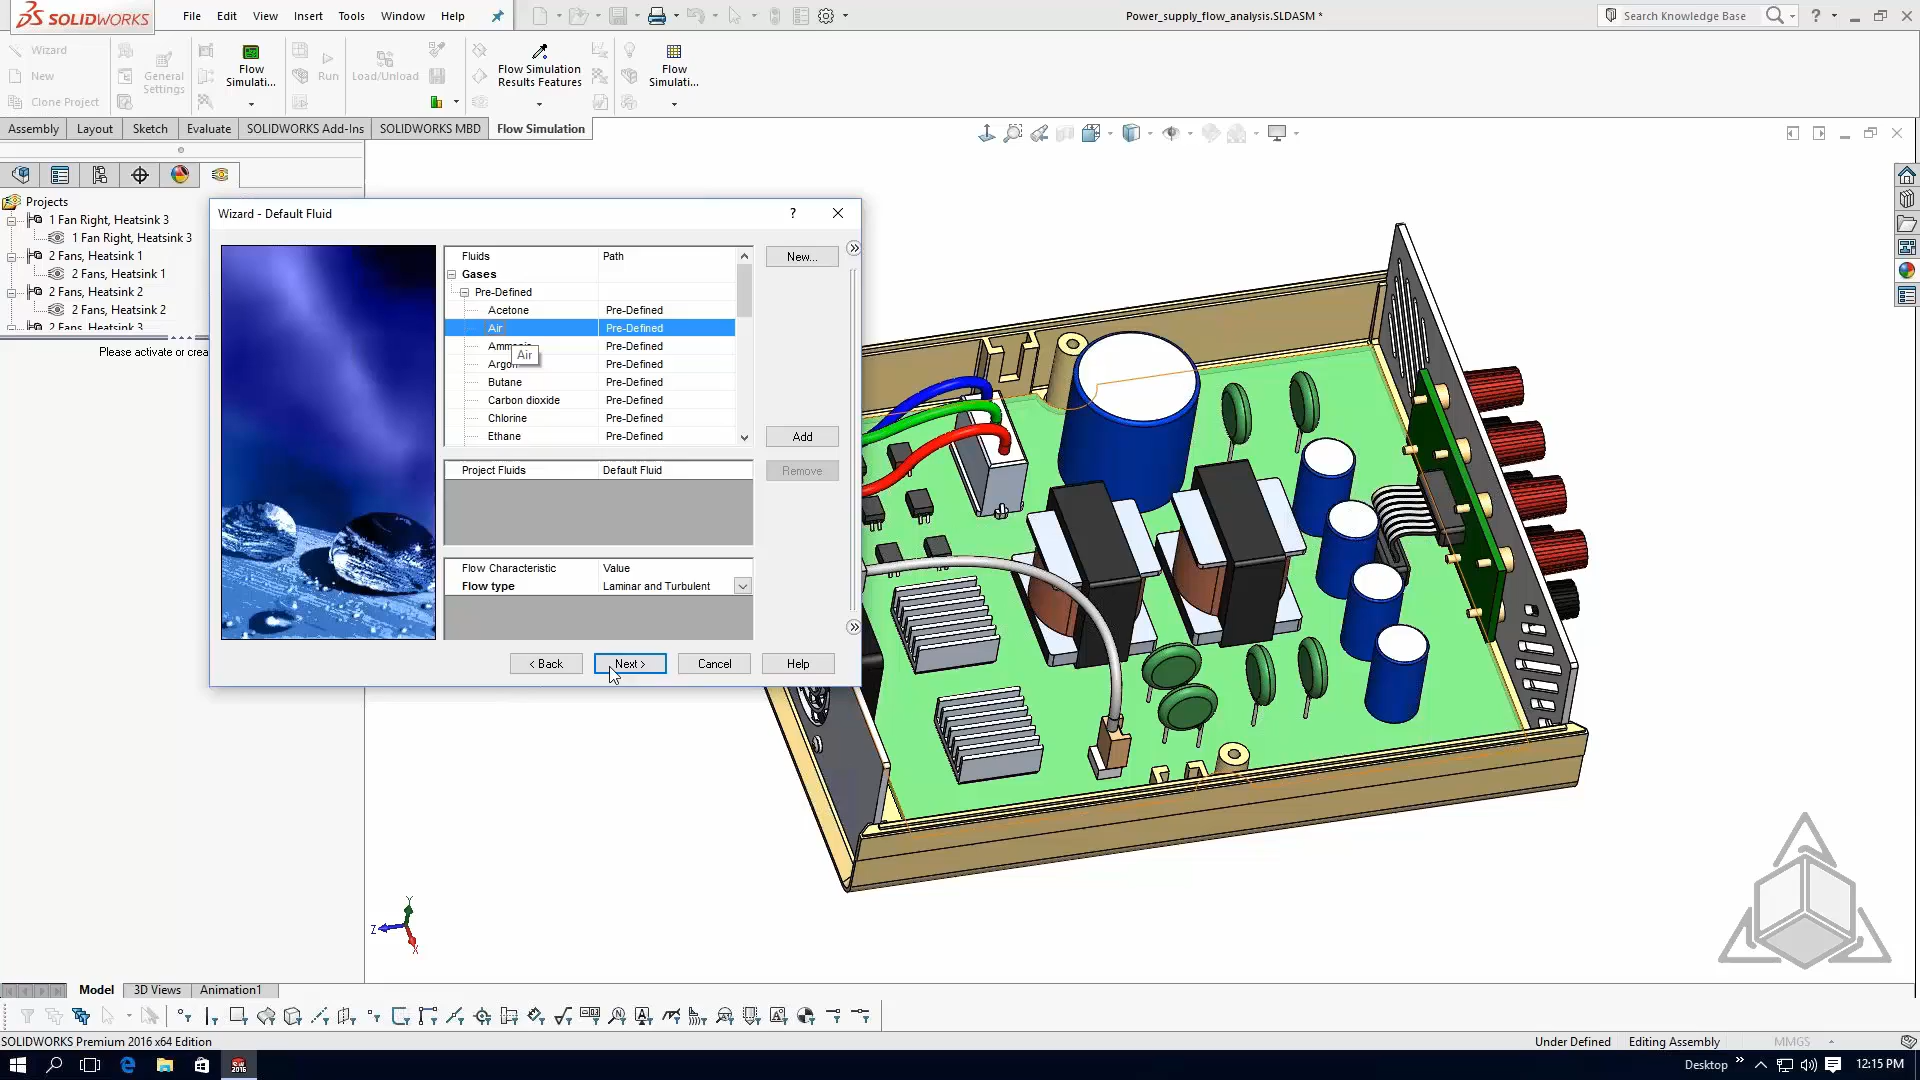 SOLIDWORKS
File Edit View Insert Tools Window Help
Power_supply_flow_analysis.SLDASM *
Search Knowledge Base
Wizard
New
Clone Project
General
Settings
Flow
Simulati...
Run
Load/Unload
Flow Simulation
Results Features
Flow
Simulati...
Assembly Layout Sketch Evaluate SOLIDWORKS Add-Ins SOLIDWORKS MBD Flow Simulation
Projects
1 Fan Right, Heatsink 3
1 Fan Right, Heatsink 3
2 Fans, Heatsink 1
2 Fans, Heatsink 1
2 Fans, Heatsink 2
2 Fans, Heatsink 2
2 Fans, Heatsink 3
Please activate or crea
Wizard - Default Fluid
Fluids Path
Gases
Pre-Defined
Acetone Pre-Defined
Air Pre-Defined
Pre-Defined
Air
Argon Pre-Defined
Butane Pre-Defined
Carbon dioxide Pre-Defined
Chlorine Pre-Defined
Ethane Pre-Defined
New...
Add
Remove
Project Fluids Default Fluid
Flow Characteristic Value
Flow type Laminar and Turbulent
< Back Next > Cancel Help
Y
Z
X
Model 3D Views Animation1
SOLIDWORKS Premium 2016 x64 Edition
Under Defined Editing Assembly MMGS
Desktop
12:15 PM